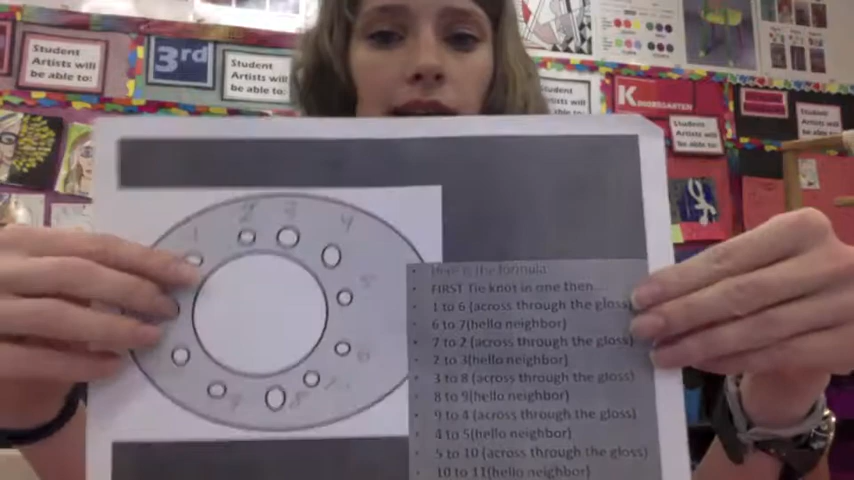 Student
Artists will
be able to:
3rd
Student
Artists will
be able to:
Student
Artists will
be able to:
KINDERGARTEN
Student
Artists will
be able to:
Student
Artists will
be able to:
1
2
3
4
5
6
8
9
Here is the formula
FIRST Tie knot in one then...
1 to 6 (across through the gloss)
6 to 7(hello neighbor)
7 to 2 (across through the gloss)
2 to 3(hello neighbor)
3 to 8 (across through the gloss)
8 to 9(hello neighbor)
9 to 4 (across through the gloss)
4 to 5(hello neighbor)
5 to 10 (across through the gloss)
10 to 11(hello neighbor)